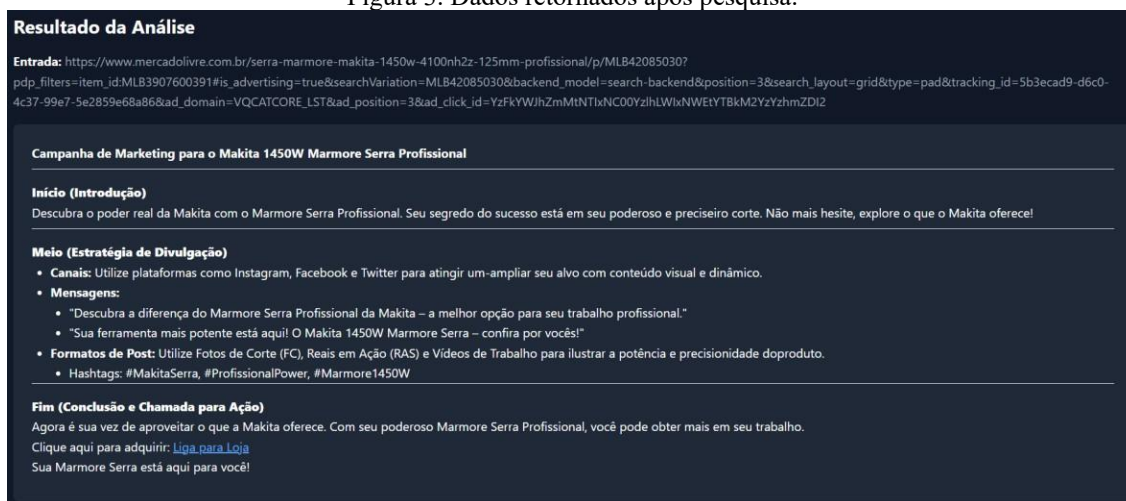 Figura 3. Dados retornados após pesquisa.
Resultado da Análise
Entrada: https://www.mercadolivre.com.br/serra-marmore-makita-1450w-4100nh2z-125mm-profissional/p/MLB42085030?
pdp_filters=item_id:MLB3907600391#is_advertising=true&searchVariation=MLB42085030&backend_model=search-backend&position=3&search_layout=grid&type=pad&tracking_id=5b3ecad9-d6c0-
4c37-99e7-5e2859e68a86&ad_domain=VQCATCORE_LST&ad_position=3&ad_click_id=YzFkYWJhZmMtNTIxNC00YzlhLWIxNWEtYTBkM2YzYzhmZDI2
Campanha de Marketing para o Makita 1450W Marmore Serra Profissional
Início (Introdução)
Descubra o poder real da Makita com o Marmore Serra Profissional. Seu segredo do sucesso está em seu poderoso e preciseiro corte. Não mais hesite, explore o que o Makita oferece!
Meio (Estratégia de Divulgação)
• Canais: Utilize plataformas como Instagram, Facebook e Twitter para atingir um-ampliar seu alvo com conteúdo visual e dinâmico.
• Mensagens:
• "Descubra a diferença do Marmore Serra Profissional da Makita – a melhor opção para seu trabalho profissional."
• "Sua ferramenta mais potente está aqui! O Makita 1450W Marmore Serra – confira por vocês!"
• Formatos de Post: Utilize Fotos de Corte (FC), Reais em Ação (RAS) e Vídeos de Trabalho para ilustrar a potência e precisionidade doproduto.
• Hashtags: #MakitaSerra, #ProfissionalPower, #Marmore1450W
Fim (Conclusão e Chamada para Ação)
Agora é sua vez de aproveitar o que a Makita oferece. Com seu poderoso Marmore Serra Profissional, você pode obter mais em seu trabalho.
Clique aqui para adquirir: Liga para Loja
Sua Marmore Serra está aqui para você!